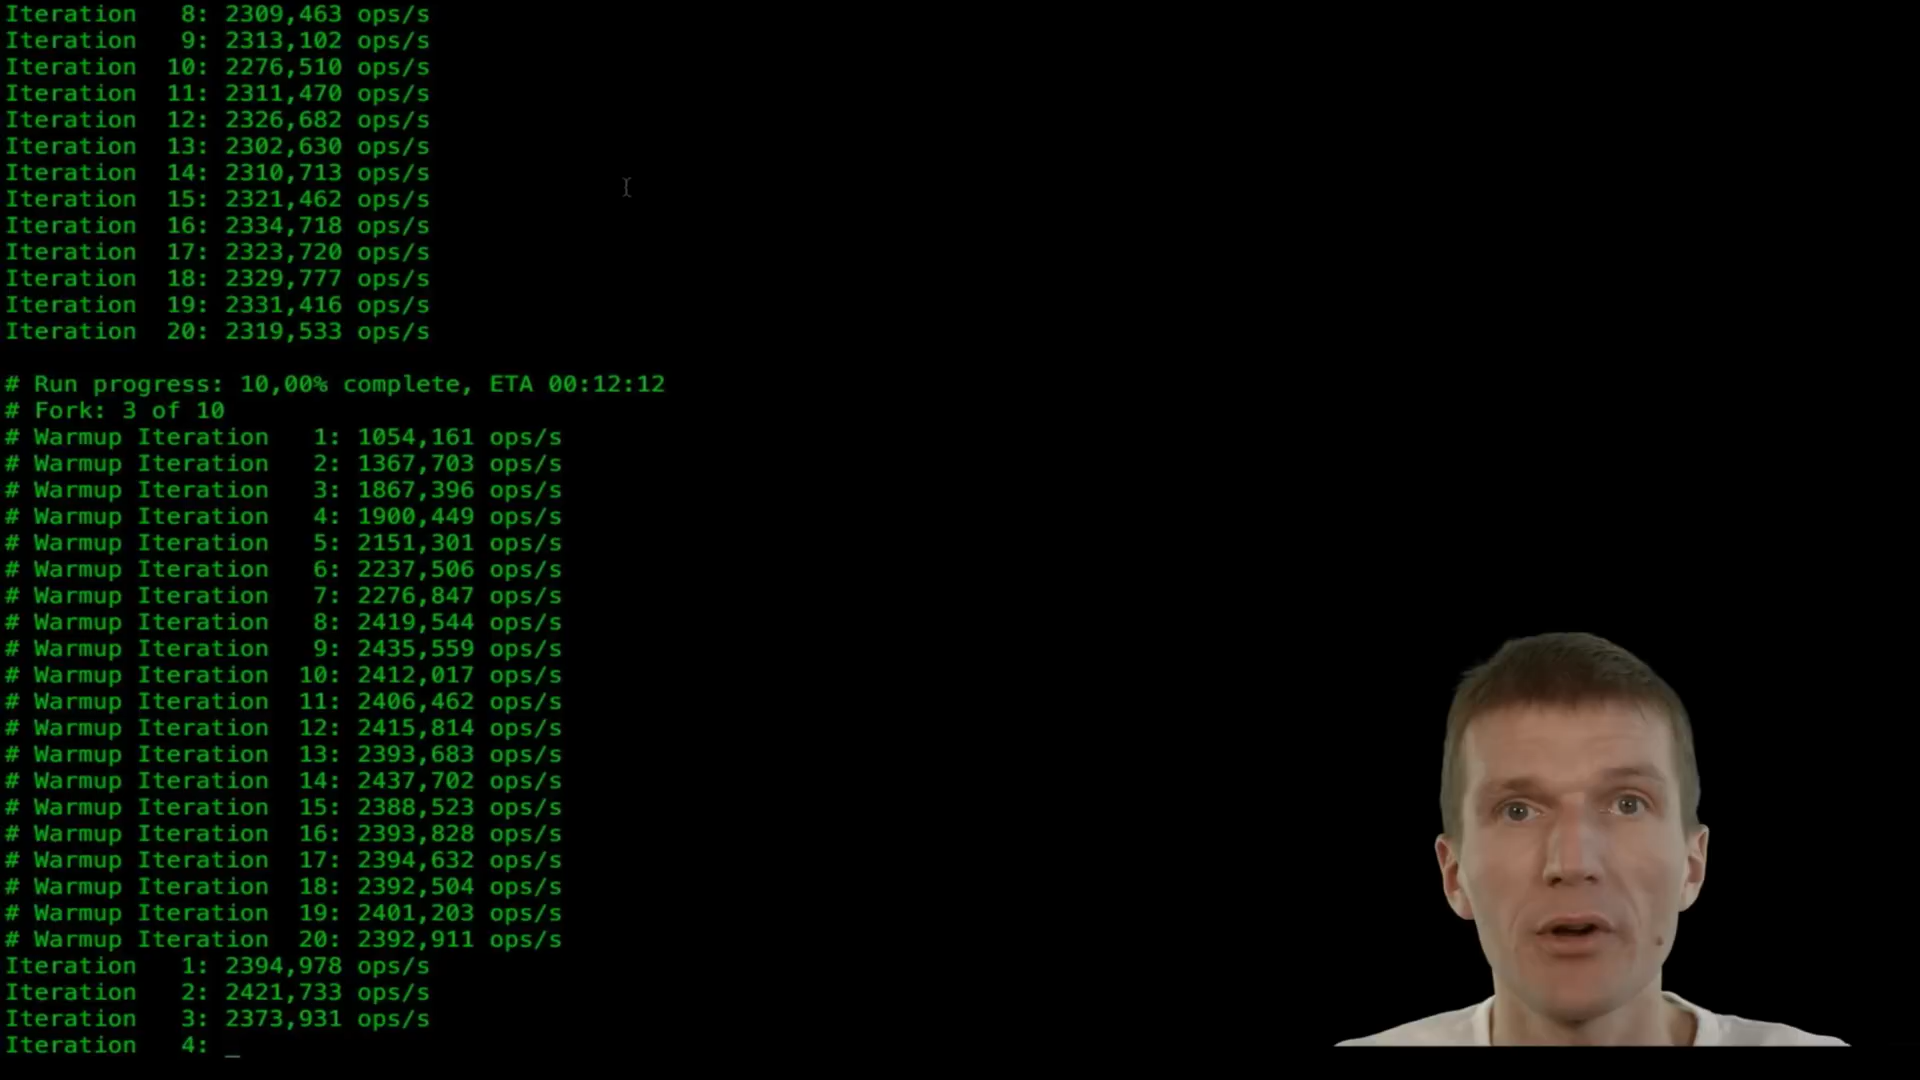 Iteration   8: 2309,463 ops/s
Iteration   9: 2313,102 ops/s
Iteration  10: 2276,510 ops/s
Iteration  11: 2311,470 ops/s
Iteration  12: 2326,682 ops/s
Iteration  13: 2302,630 ops/s
Iteration  14: 2310,713 ops/s
Iteration  15: 2321,462 ops/s
Iteration  16: 2334,718 ops/s
Iteration  17: 2323,720 ops/s
Iteration  18: 2329,777 ops/s
Iteration  19: 2331,416 ops/s
Iteration  20: 2319,533 ops/s
# Run progress: 10,00% complete, ETA 00:12:12
# Fork: 3 of 10
# Warmup Iteration   1: 1054,161 ops/s
# Warmup Iteration   2: 1367,703 ops/s
# Warmup Iteration   3: 1867,396 ops/s
# Warmup Iteration   4: 1900,449 ops/s
# Warmup Iteration   5: 2151,301 ops/s
# Warmup Iteration   6: 2237,506 ops/s
# Warmup Iteration   7: 2276,847 ops/s
# Warmup Iteration   8: 2419,544 ops/s
# Warmup Iteration   9: 2435,559 ops/s
# Warmup Iteration  10: 2412,017 ops/s
# Warmup Iteration  11: 2406,462 ops/s
# Warmup Iteration  12: 2415,814 ops/s
# Warmup Iteration  13: 2393,683 ops/s
# Warmup Iteration  14: 2437,702 ops/s
# Warmup Iteration  15: 2388,523 ops/s
# Warmup Iteration  16: 2393,828 ops/s
# Warmup Iteration  17: 2394,632 ops/s
# Warmup Iteration  18: 2392,504 ops/s
# Warmup Iteration  19: 2401,203 ops/s
# Warmup Iteration  20: 2392,911 ops/s
Iteration   1: 2394,978 ops/s
Iteration   2: 2421,733 ops/s
Iteration   3: 2373,931 ops/s
Iteration   4: _